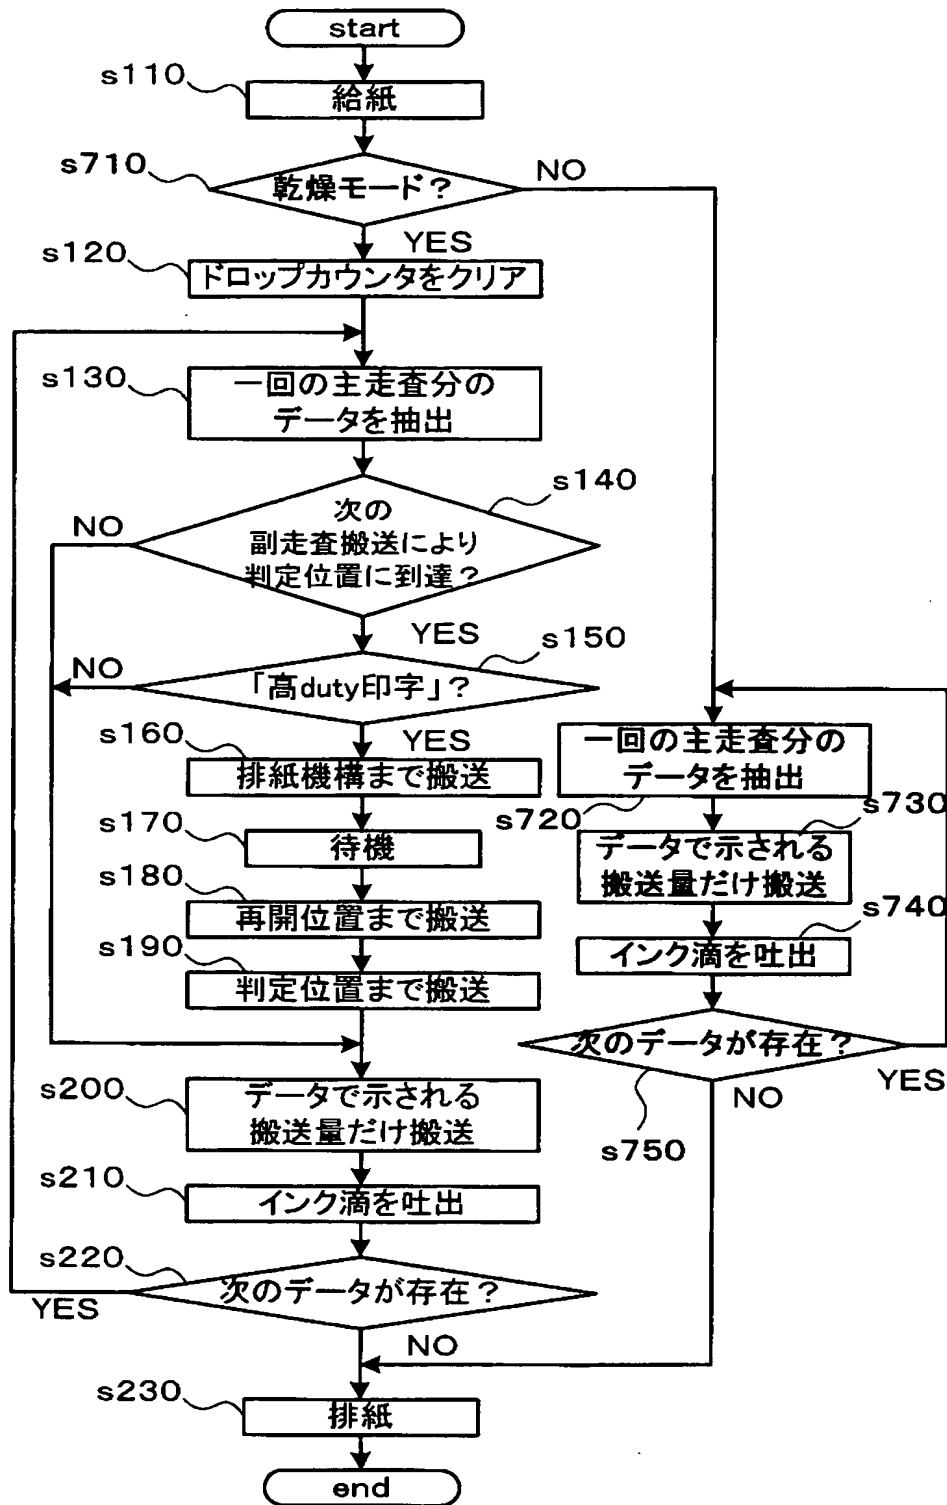 start
s110
給紙
s710
乾燥モード?
NO
YES
s120
ドロップカウンタをクリア
s130
一回の主走査分の
データを抽出
s140
次の
副走査搬送により
判定位置に到達?
NO
YES
s150
「高duty印字」?
NO
YES
s160
排紙機構まで搬送
s170
待機
s180
再開位置まで搬送
s190
判定位置まで搬送
一回の主走査分の
データを抽出
s720
s730
データで示される
搬送量だけ搬送
s740
インク滴を吐出
次のデータが存在?
YES
NO
s750
s200
データで示される
搬送量だけ搬送
s210
インク滴を吐出
s220
次のデータが存在?
YES
NO
s230
排紙
end